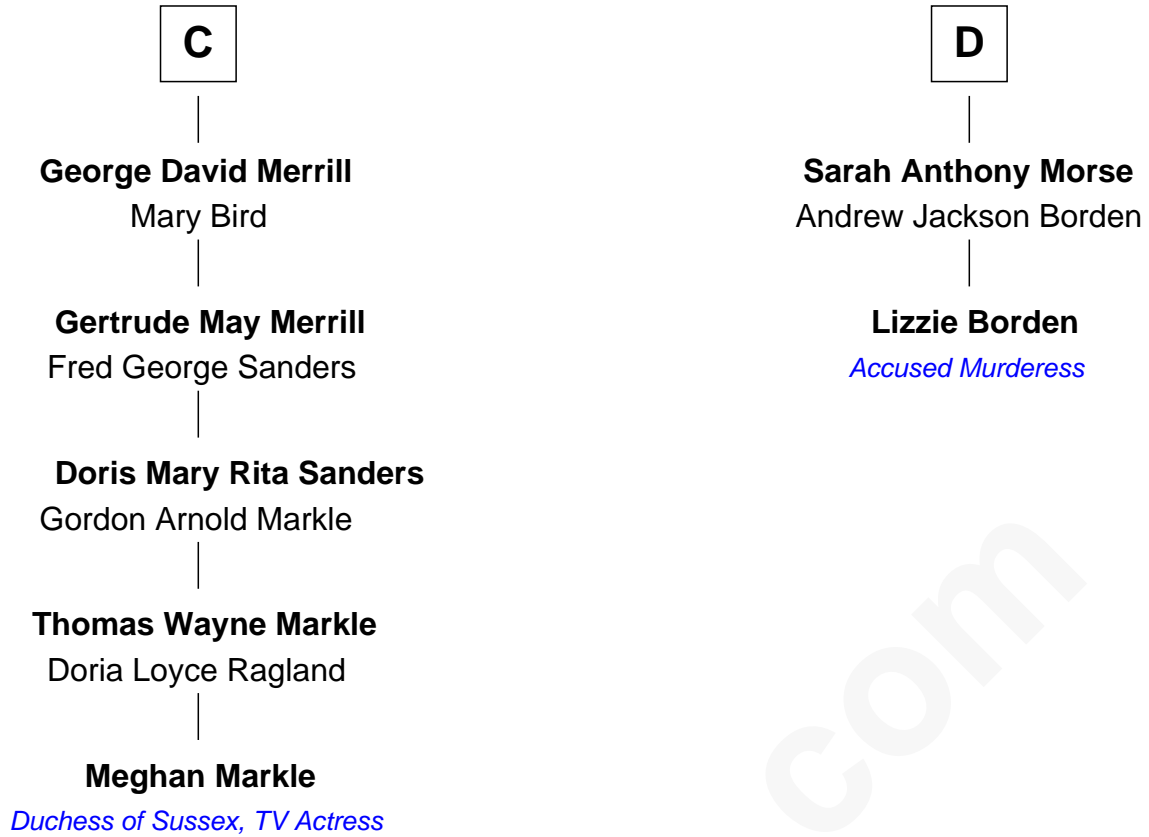 C
George David Merrill
Mary Bird
Gertrude May Merrill
Fred George Sanders
Doris Mary Rita Sanders
Gordon Arnold Markle
Thomas Wayne Markle
Doria Loyce Ragland
Meghan Markle
Duchess of Sussex, TV Actress
D
Sarah Anthony Morse
Andrew Jackson Borden
Lizzie Borden
Accused Murderess
com